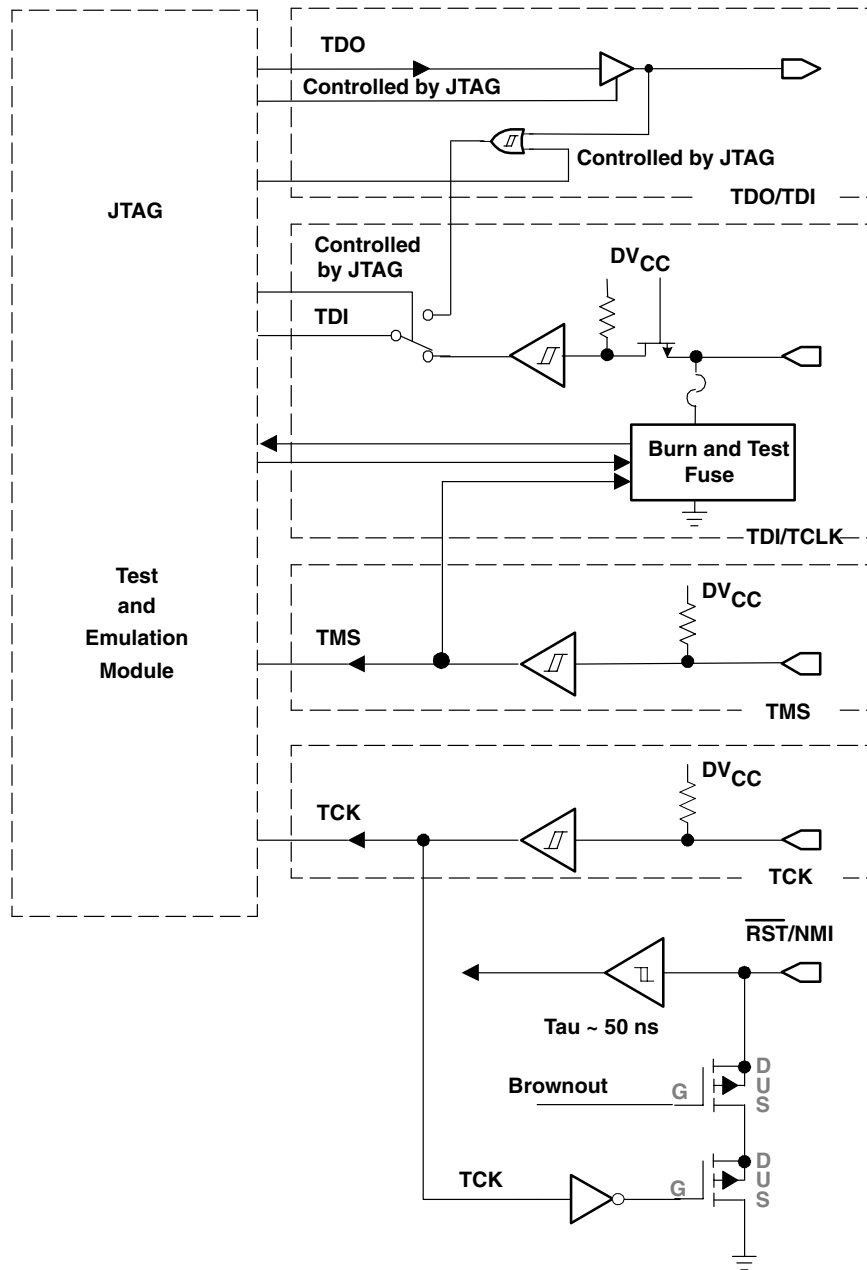 TDO
Controlled by JTAG
Controlled by JTAG
TDO/TDI
JTAG
Controlled
by JTAG
TDI
DVCC
Burn and Test
Fuse
TDI/TCLK
Test
and
Emulation
Module
TMS
DVCC
TMS
TCK
DVCC
TCK
RST/NMI
Tau ~ 50 ns
Brownout
G
D
U
S
TCK
G
D
U
S